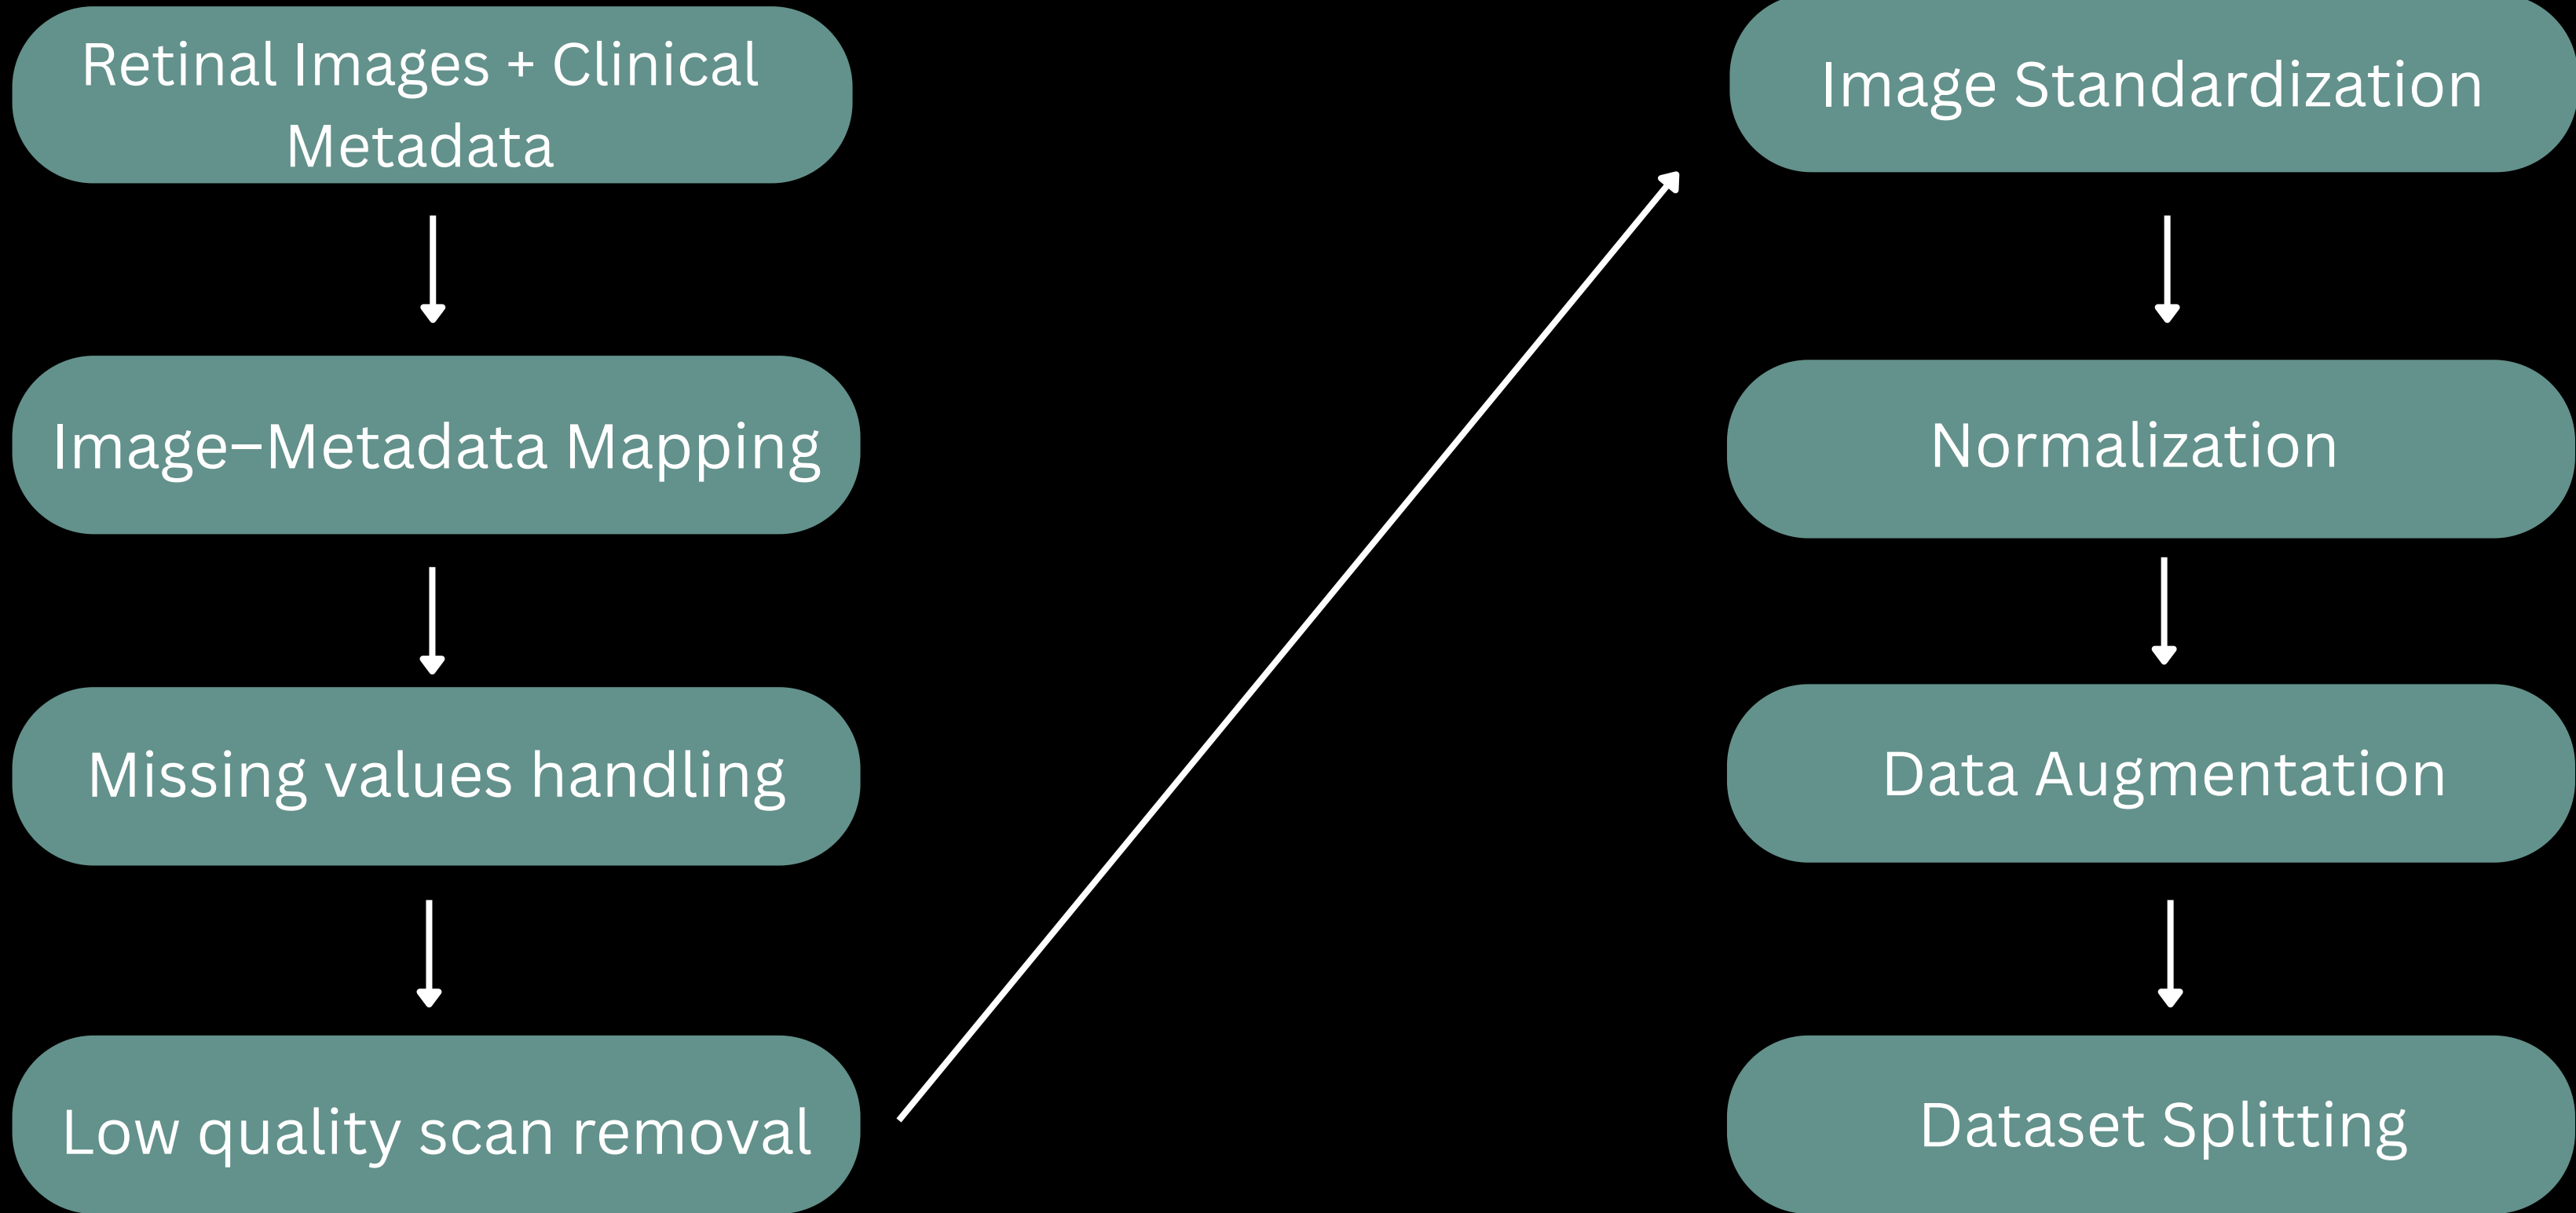 Retinal Images + Clinical
Metadata
Image–Metadata Mapping
Missing values handling
Low quality scan removal
Image Standardization
Normalization
Data Augmentation
Dataset Splitting